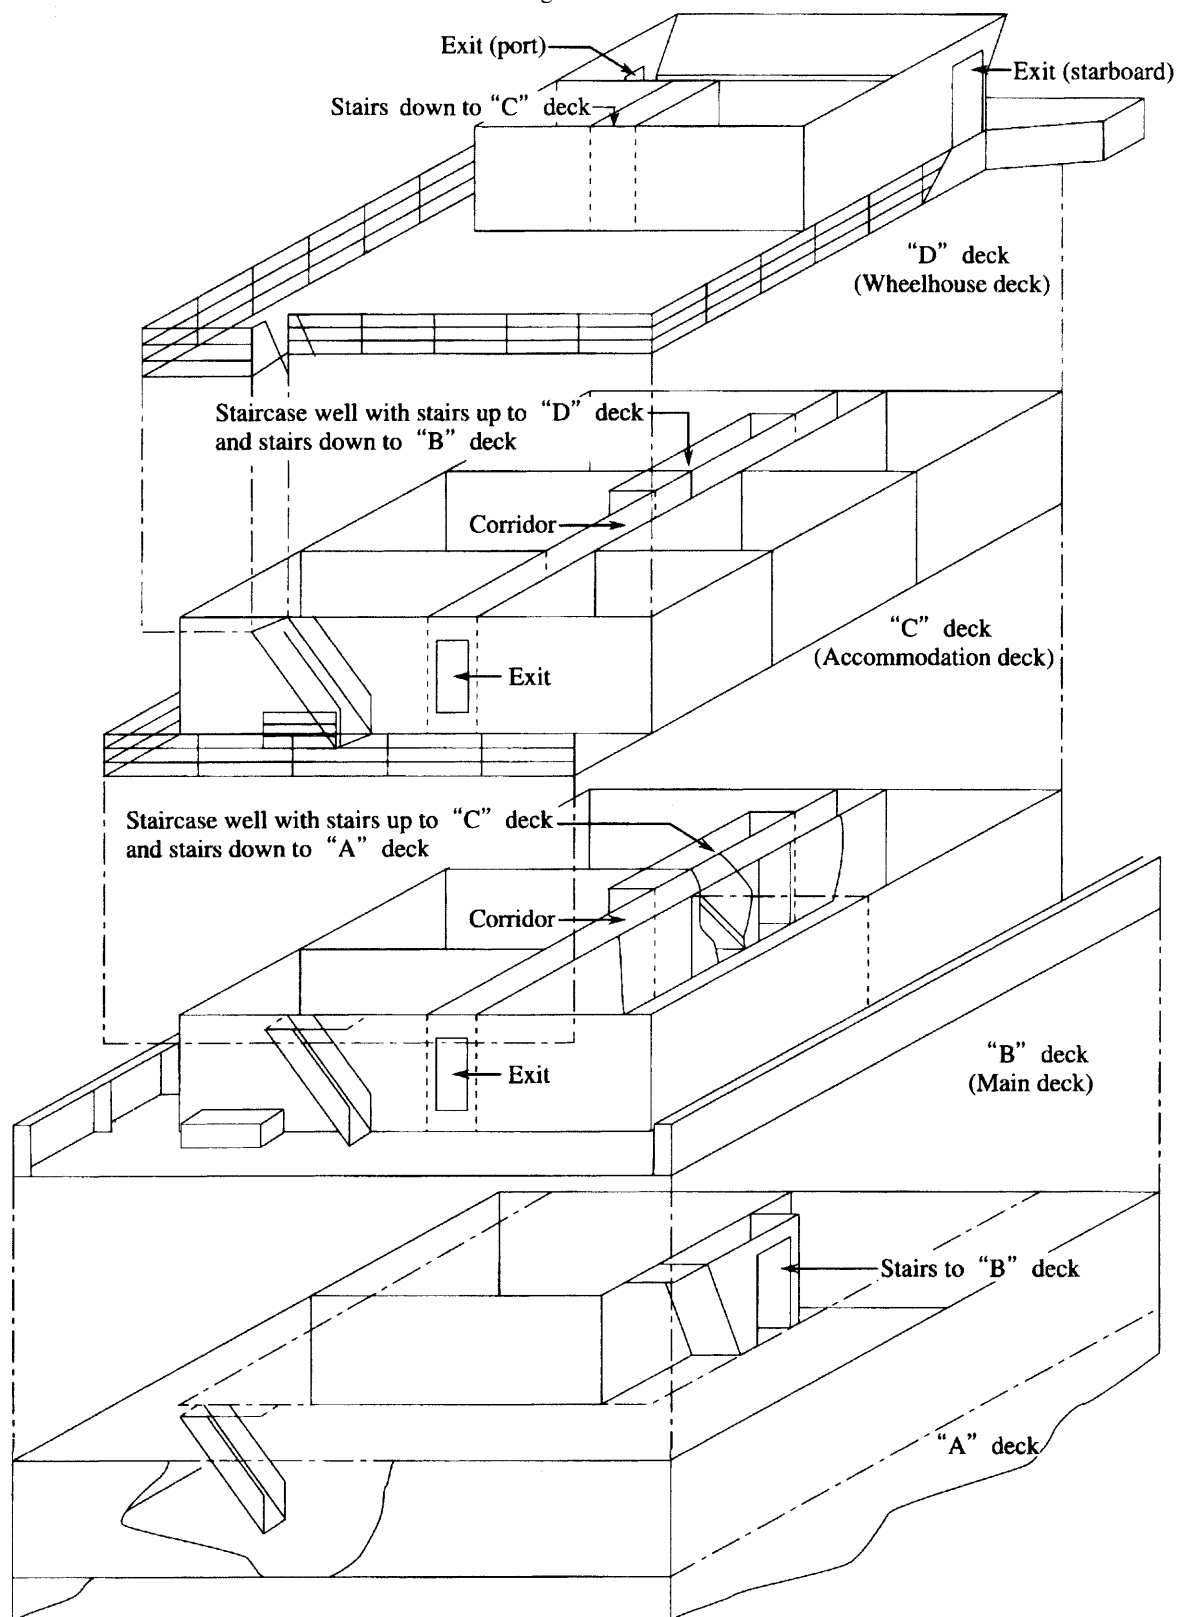 Exit (port)
Exit (starboard)
Stairs down to “C” deck
“D” deck
(Wheelhouse deck)
Staircase well with stairs up to “D” deck
and stairs down to “B” deck
Corridor
“C” deck
(Accommodation deck)
Exit
Staircase well with stairs up to “C” deck
and stairs down to “A” deck
Corridor
“B” deck
(Main deck)
Exit
Stairs to “B” deck
“A” deck